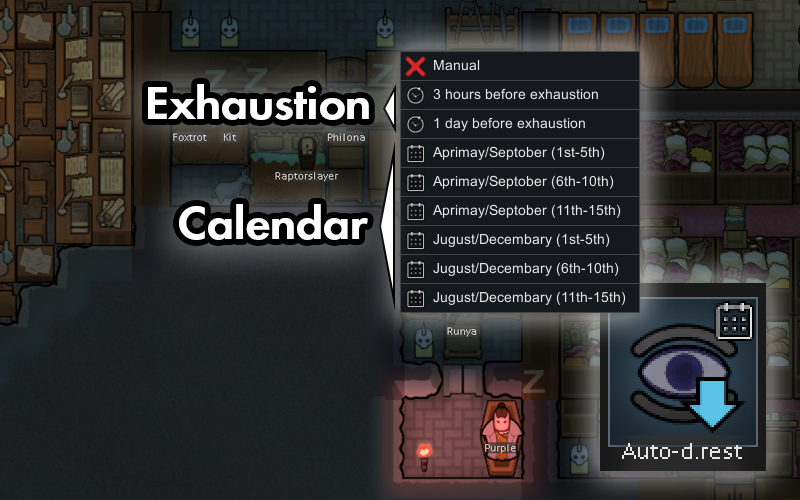 Exhaustion
Calendar
Manual
3 hours before exhaustion
1 day before exhaustion
Aprimay/Septober (1st-5th)
Aprimay/Septober (6th-10th)
Aprimay/Septober (11th-15th)
Jugust/Decembary (1st-5th)
Jugust/Decembary (6th-10th)
Jugust/Decembary (11th-15th)
Foxtrot
Kit
Philona
Raptorslayer
Runya
Purple
Auto-d.rest
Z
Z
Z